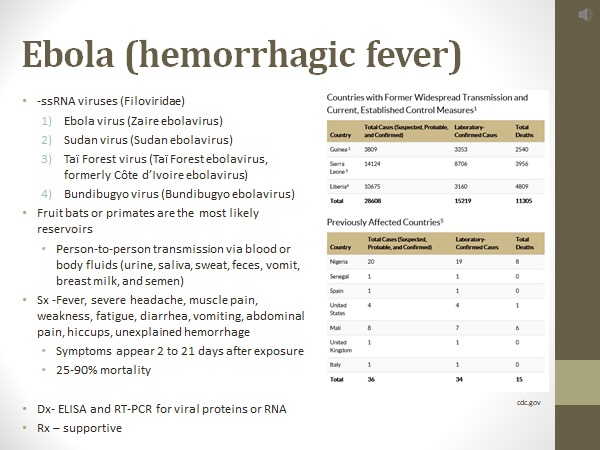 Ebola (hemorrhagic fever)
-ssRNA viruses (Filoviridae)
1) Ebola virus (Zaire ebolavirus)
2) Sudan virus (Sudan ebolavirus)
3) Taï Forest virus (Taï Forest ebolavirus,
formerly Côte d’Ivoire ebolavirus)
4) Bundibugyo virus (Bundibugyo ebolavirus)
Fruit bats or primates are the most likely
reservoirs
Person-to-person transmission via blood or
body fluids (urine, saliva, sweat, feces, vomit,
breast milk, and semen)
Sx -Fever, severe headache, muscle pain,
weakness, fatigue, diarrhea, vomiting, abdominal
pain, hiccups, unexplained hemorrhage
Symptoms appear 2 to 21 days after exposure
25-90% mortality
Dx- ELISA and RT-PCR for viral proteins or RNA
Rx – supportive
Countries with Former Widespread Transmission and
Current, Established Control Measures1
Country Total Cases (Suspected, Probable, and Confirmed) Laboratory-Confirmed Cases Total Deaths
Guinea2 3809 3353 2540
Sierra Leone3 14124 8706 3956
Liberia4 10675 3160 4809
Total 28608 15219 11305
Previously Affected Countries5
Country Total Cases (Suspected, Probable, and Confirmed) Laboratory-Confirmed Cases Total Deaths
Nigeria 20 19 8
Senegal 1 1 0
Spain 1 1 0
United States 4 4 1
Mali 8 7 6
United Kingdom 1 1 0
Italy 1 1 0
Total 36 34 15
cdc.gov